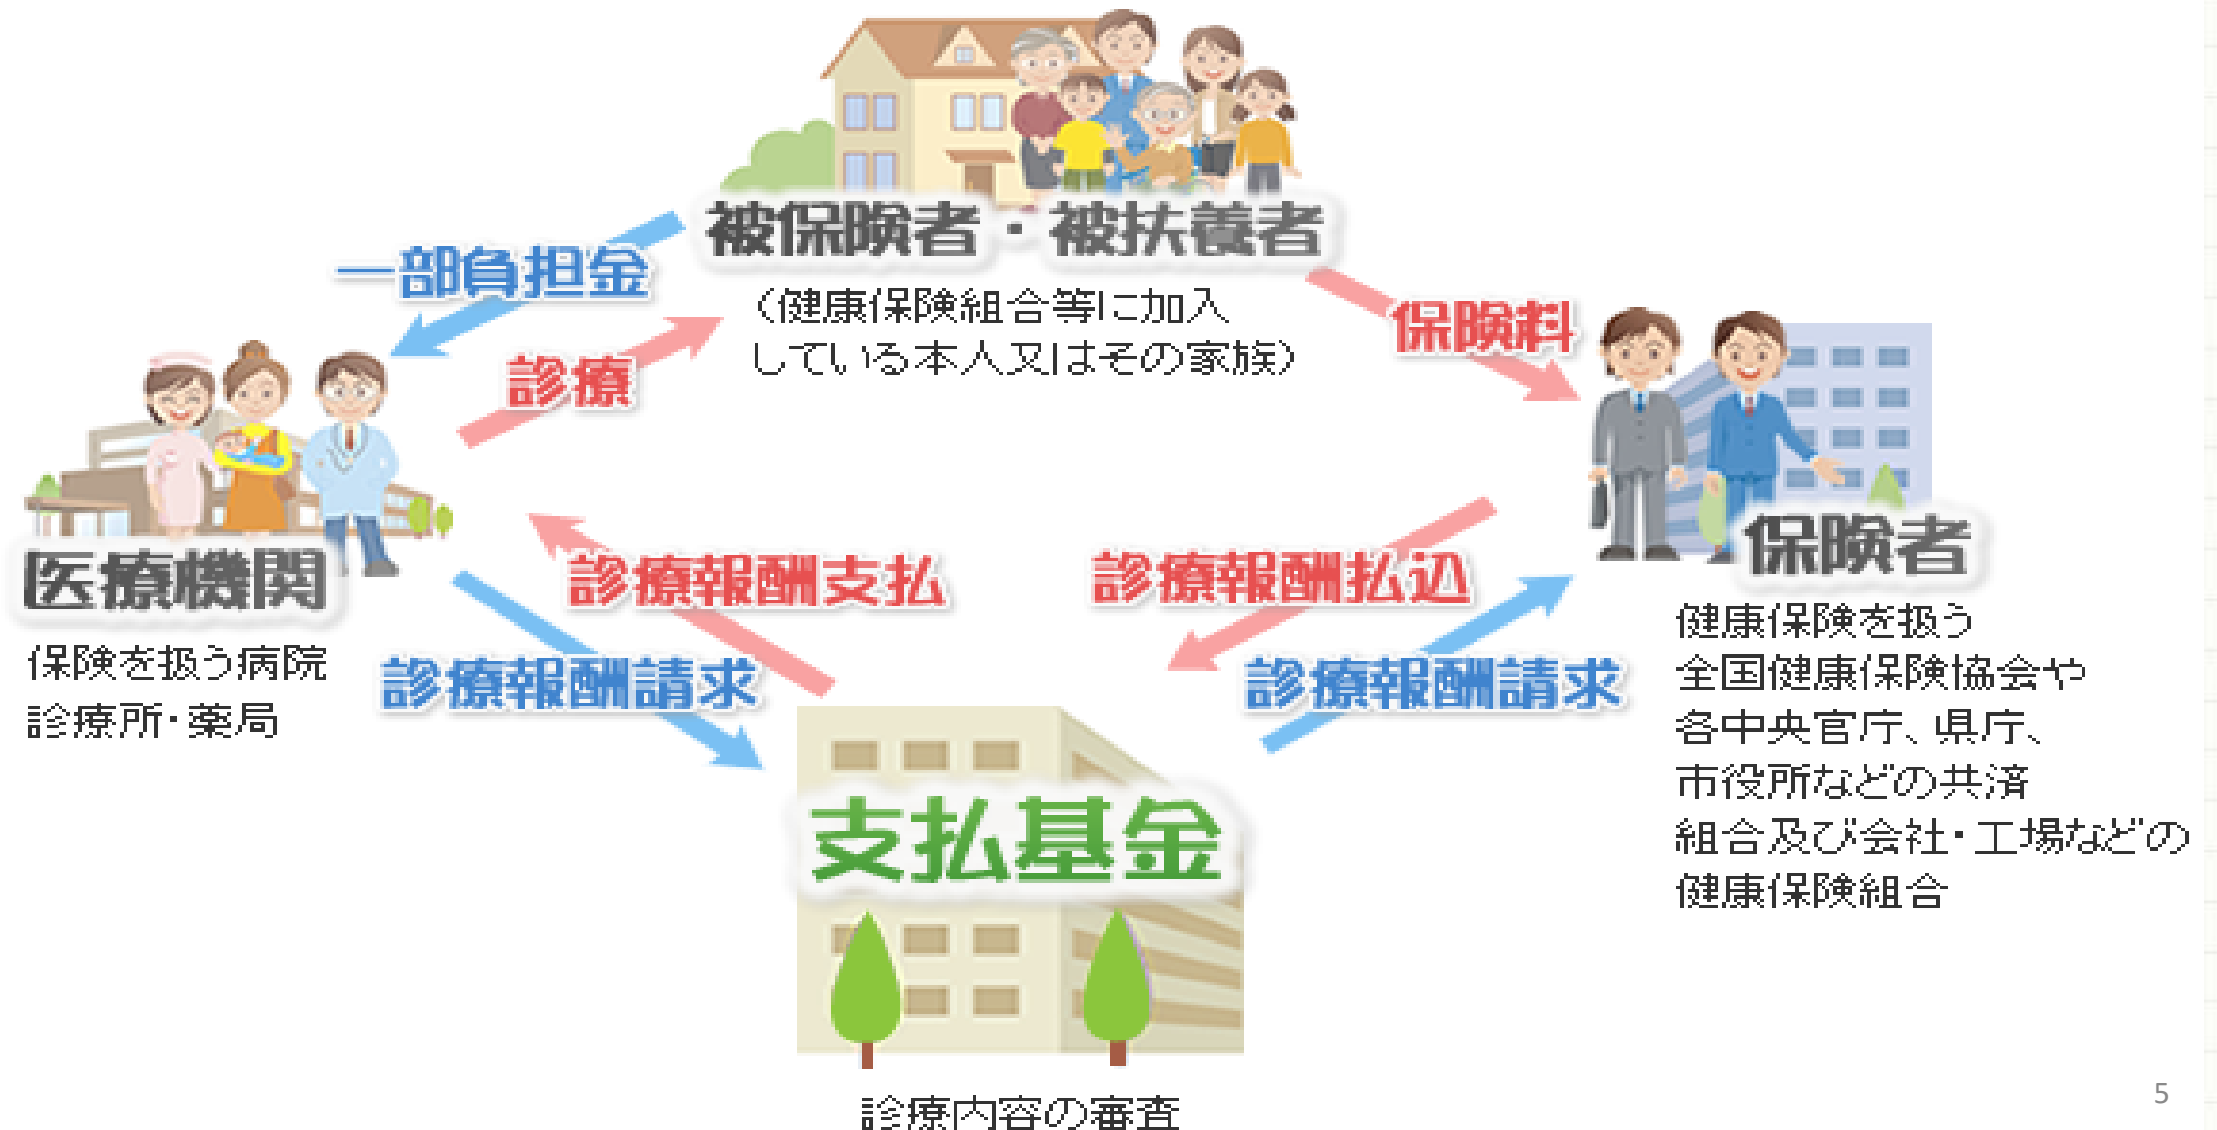 被保険者・被扶養者
(健康保険組合等に加入
している本人又はその家族)
一部負担金
診療
保険料
医療機関
保険を扱う病院
診療所・薬局
保険者
健康保険を扱う
全国健康保険協会や
各中央官庁、県庁、
市役所などの共済
組合及び会社・工場などの
健康保険組合
診療報酬支払
診療報酬請求
診療報酬払込
診療報酬請求
支払基金
診療内容の審査
5